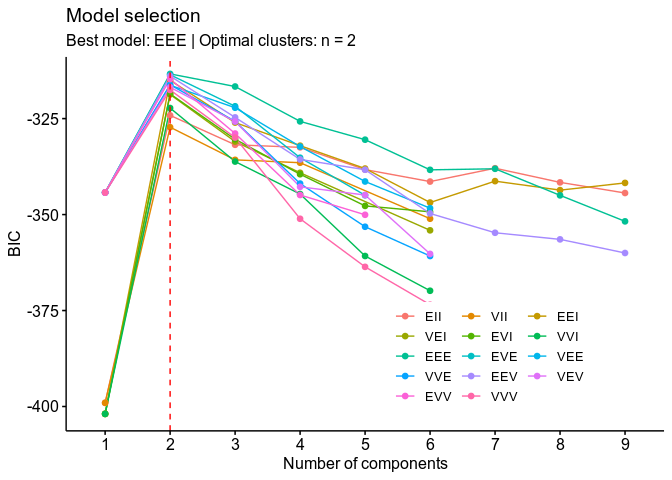 Model selection
Best model: EEE | Optimal clusters: n = 2
-325
-350
-375
-400
BIC
EII VII EEI
VEI EVI VVI
EEE EVE VEE
VVE EEV VEV
EVV VVV
1 2 3 4 5 6 7 8 9
Number of components